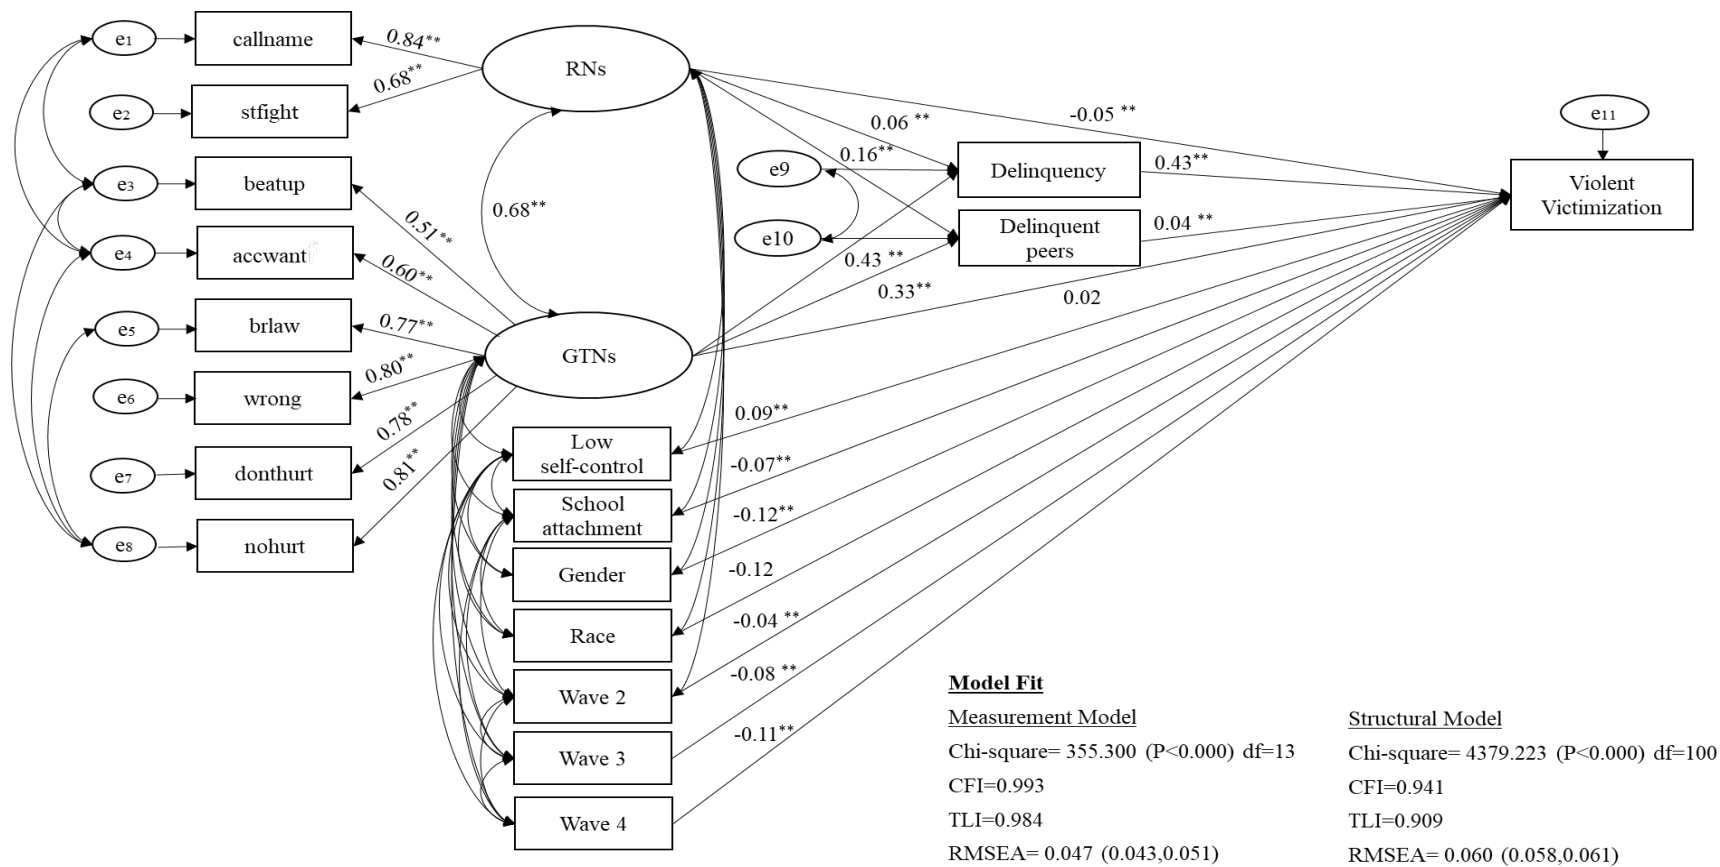 e1
callname
0.84**
RNs
e2
stfight
0.68**
e3
beatup
0.51**
e4
accwant
0.60**
e5
brlaw
0.77**
e6
wrong
0.80**
e7
donthurt
0.78**
e8
nohurt
0.81**
0.68**
GTNs
-0.05 **
0.06 **
0.16**
e9
Delinquency
0.43**
e10
Delinquent
peers
0.04 **
0.43 **
0.33**
0.02
e11
Violent
Victimization
Low
self-control
0.09**
School
attachment
-0.07**
Gender
-0.12**
Race
-0.12
Wave 2
-0.04 **
Wave 3
-0.08 **
Wave 4
-0.11**
Model Fit
Measurement Model
Chi-square= 355.300 (P<0.000) df=13
CFI=0.993
TLI=0.984
RMSEA= 0.047 (0.043,0.051)
Structural Model
Chi-square= 4379.223 (P<0.000) df=100
CFI=0.941
TLI=0.909
RMSEA= 0.060 (0.058,0.061)